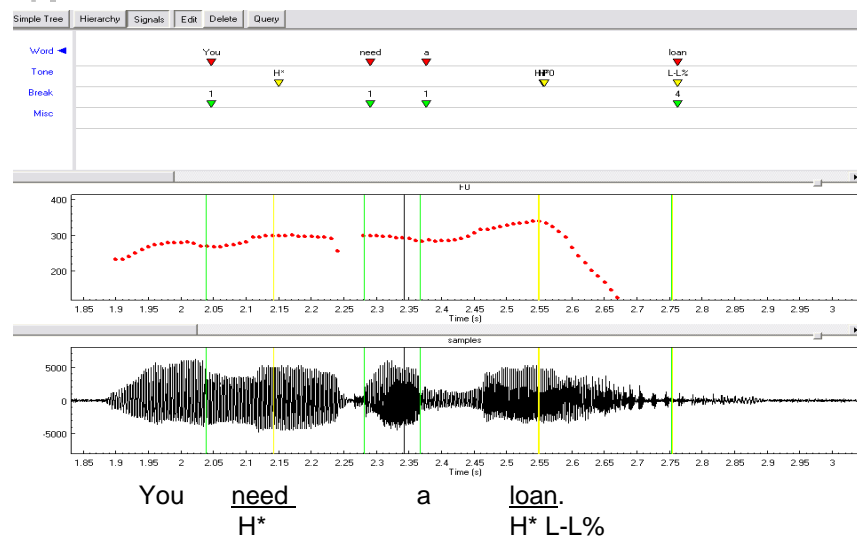 Simple Tree Hierarchy Signals Edit Delete Query
Word You need a loan
Tone H* L-L%
Break 1 1 1 4
Misc
F0
400
300
200
1.85 1.9 1.95 2 2.05 2.1 2.15 2.2 2.25 2.3 2.35 2.4 2.45 2.5 2.55 2.6 2.65 2.7 2.75 2.8 2.85 2.9 2.95 3
Time (s)
samples
5000
0
-5000
1.85 1.9 1.95 2 2.05 2.1 2.15 2.2 2.25 2.3 2.35 2.4 2.45 2.5 2.55 2.6 2.65 2.7 2.75 2.8 2.85 2.9 2.95 3
Time (s)
You need a loan.
H* H* L-L%